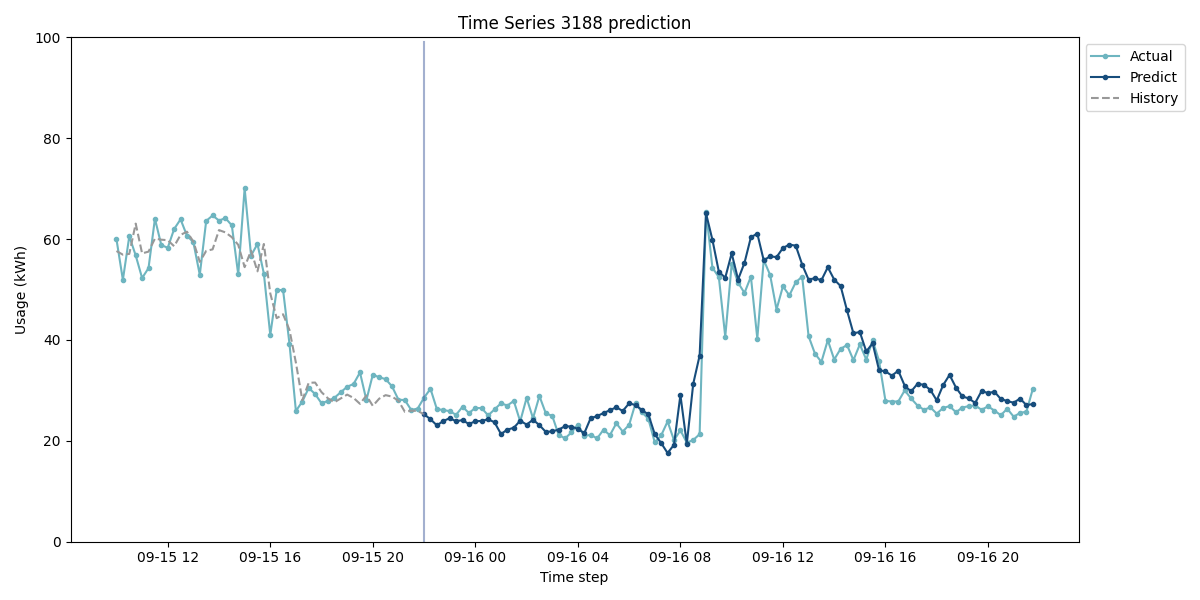 Time Series 3188 prediction
Usage (kWh)
100
80
60
40
20
0
09-15 12
09-15 16
09-15 20
09-16 00
09-16 04
09-16 08
09-16 12
09-16 16
09-16 20
Time step
Actual
Predict
History